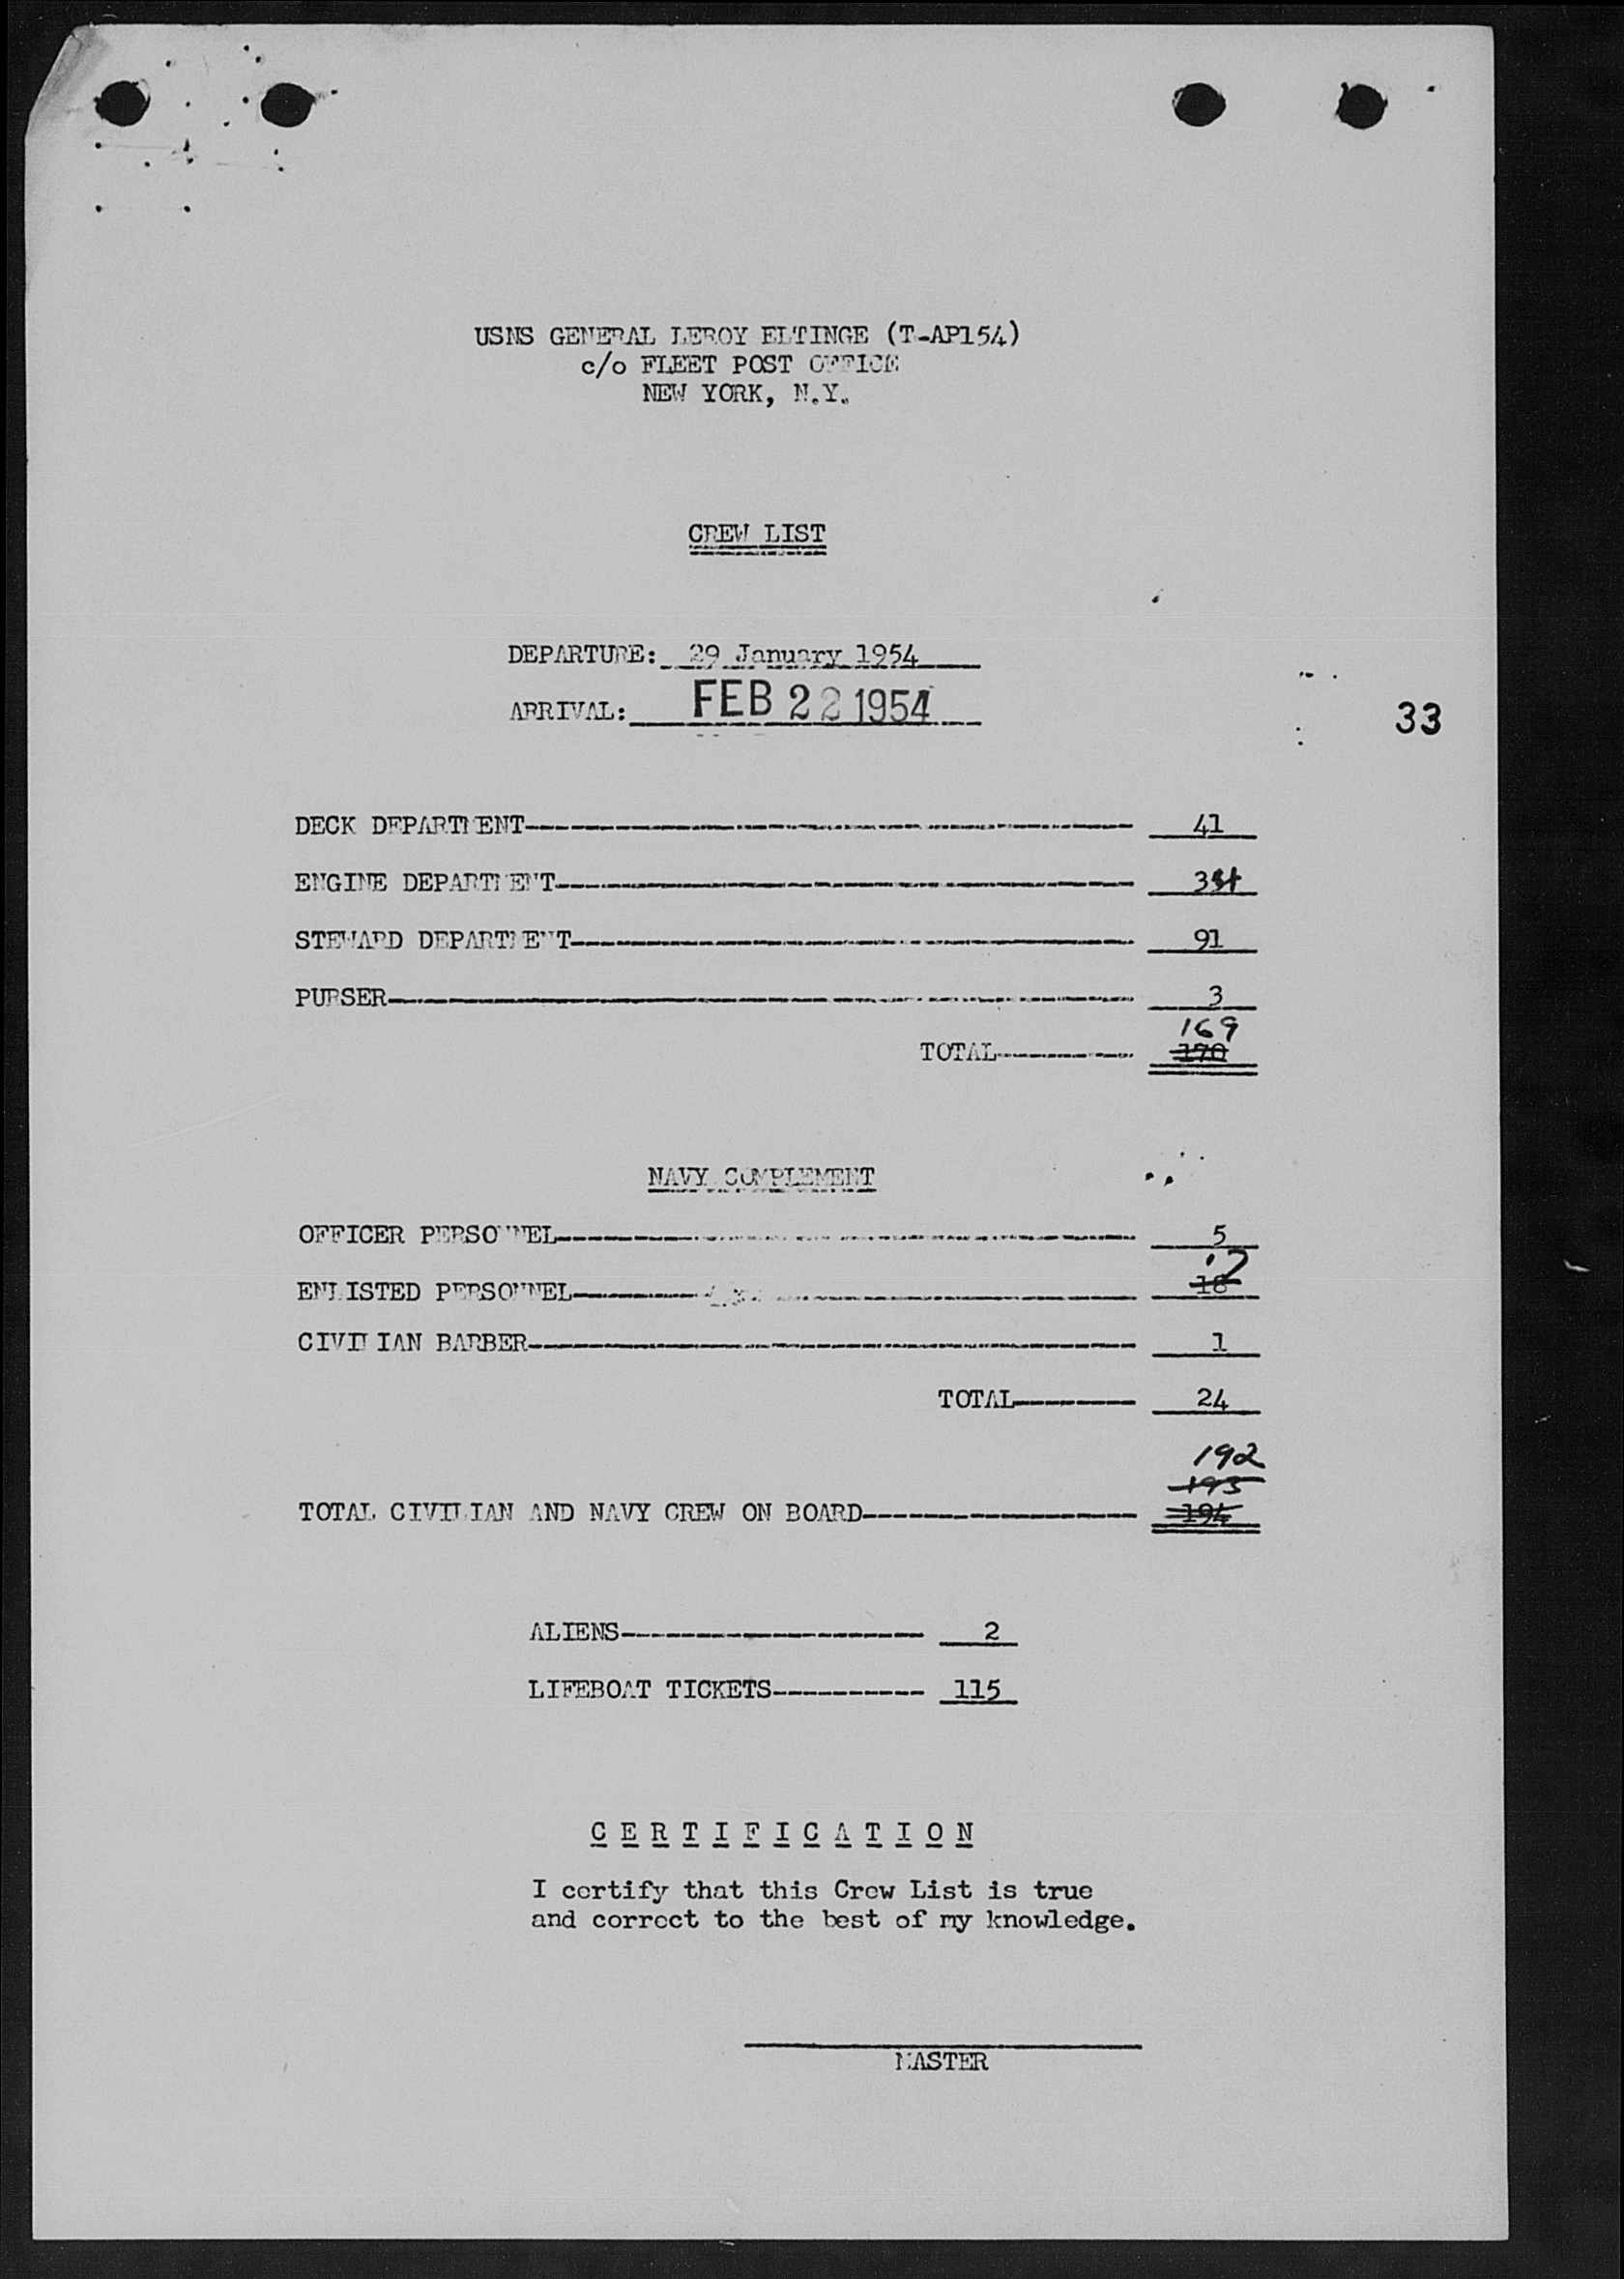 USNS GENERAL LEROY ELTINGE (T-AP154)
c/o FLEET POST OFFICE
NEW YORK, N.Y.
CREW LIST
DEPARTURE: 29 January 1954
ARRIVAL: FEB 22 1954
33
DECK DEPARTMENT 41
ENGINE DEPARTMENT 34
STEWARD DEPARTMENT 91
PURSER 3
169
TOTAL 170
NAVY COMPLEMENT
OFFICER PERSONNEL 5
ENLISTED PERSONNEL 18
CIVILIAN BARBER 1
TOTAL 24
192
193
TOTAL CIVILIAN AND NAVY CREW ON BOARD 194
ALIENS 2
LIFEBOAT TICKETS 115
CERTIFICATION
I certify that this Crew List is true
and correct to the best of my knowledge.
MASTER